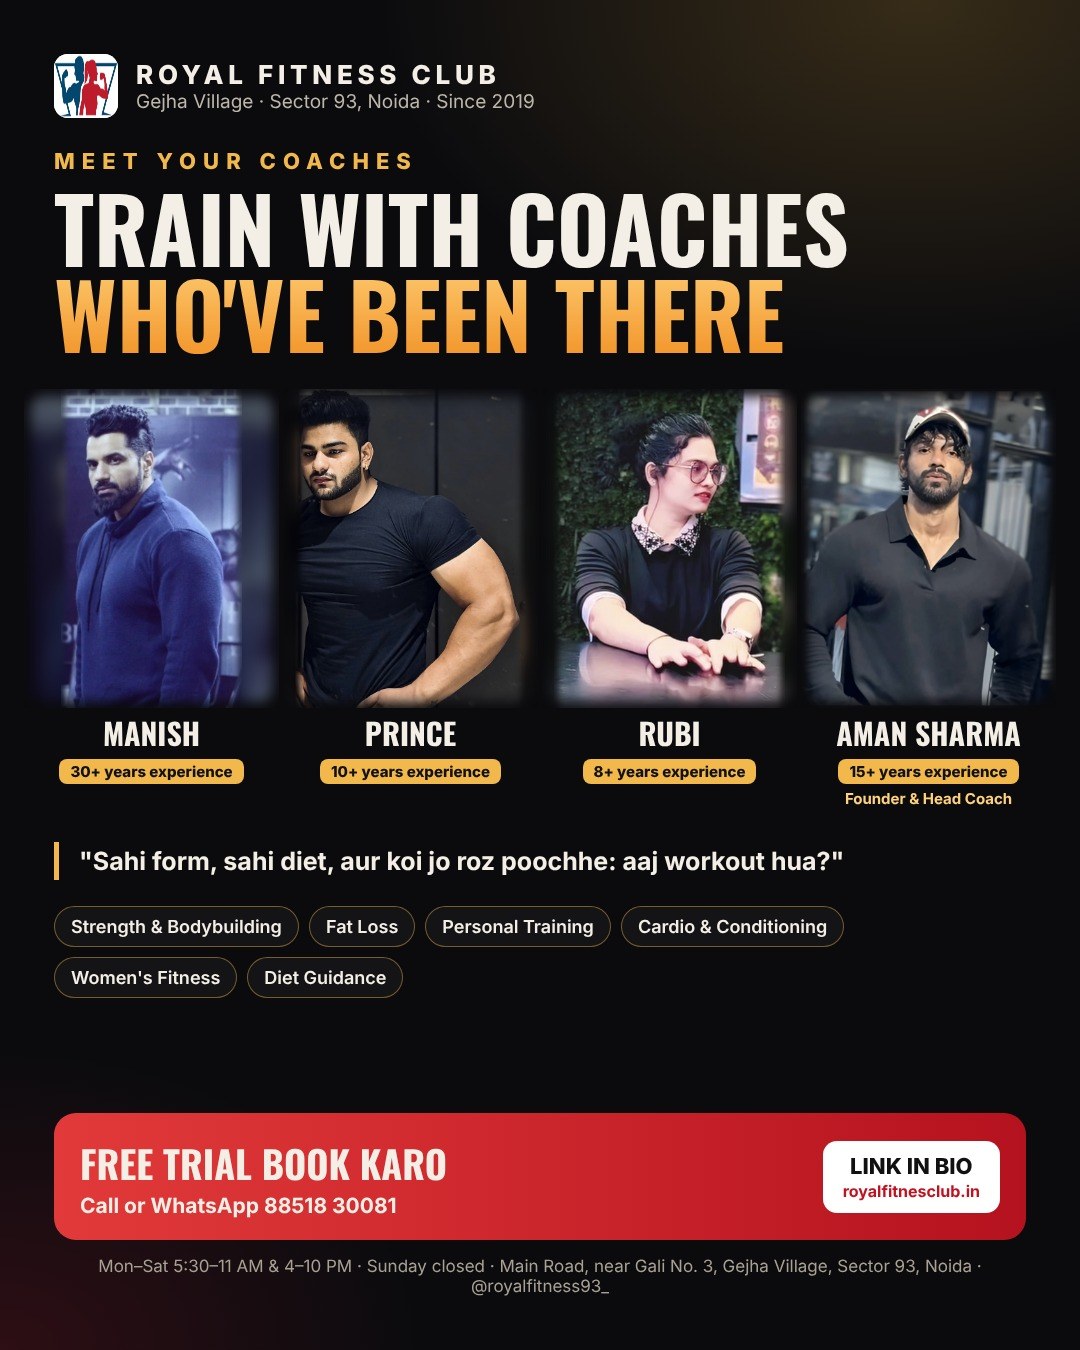 ROYAL FITNESS CLUB
Gejha Village · Sector 93, Noida · Since 2019
MEET YOUR COACHES
TRAIN WITH COACHES
WHO'VE BEEN THERE
MANISH
30+ years experience
PRINCE
10+ years experience
RUBI
8+ years experience
AMAN SHARMA
15+ years experience
Founder & Head Coach
"Sahi form, sahi diet, aur koi jo roz poochhe: aaj workout hua?"
Strength & Bodybuilding
Fat Loss
Personal Training
Cardio & Conditioning
Women's Fitness
Diet Guidance
FREE TRIAL BOOK KARO
Call or WhatsApp 88518 30081
LINK IN BIO
royalfitnesclub.in
Mon–Sat 5:30–11 AM & 4–10 PM · Sunday closed · Main Road, near Gali No. 3, Gejha Village, Sector 93, Noida ·
@royalfitness93_